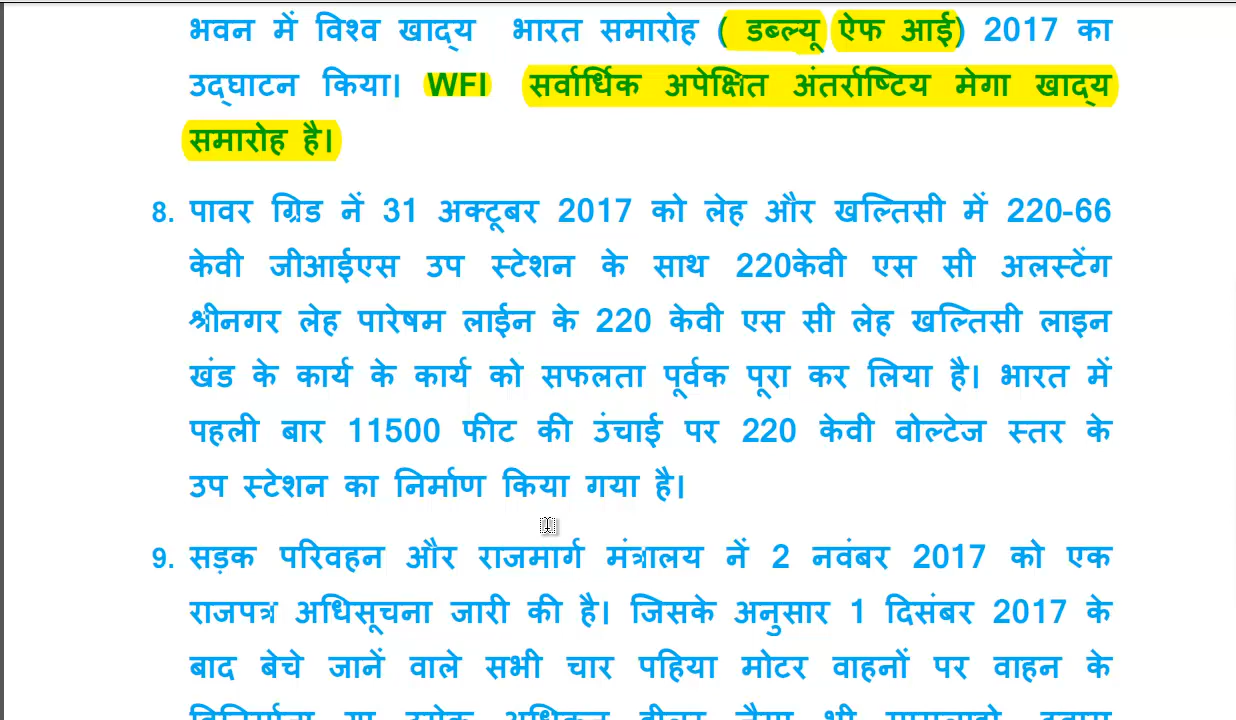 भवन में विश्व खाद्य भारत समारोह ( डब्ल्यू ऐफ आई) 2017 का
उद्घाटन किया। WFI सर्वार्धिक अपेक्षित अंतर्राष्टिय मेगा खाद्य
समारोह है।
8. पावर ग्रिड नें 31 अक्टूबर 2017 को लेह और खल्तिसी में 220-66
केवी जीआईएस उप स्टेशन के साथ 220केवी एस सी अलस्टेंग
श्रीनगर लेह पारेषम लाईन के 220 केवी एस सी लेह खल्तिसी लाइन
खंड के कार्य के कार्य को सफलता पूर्वक पूरा कर लिया है। भारत में
पहली बार 11500 फीट की उंचाई पर 220 केवी वोल्टेज स्तर के
उप स्टेशन का निर्माण किया गया है।
9. सड़क परिवहन और राजमार्ग मंत्रालय नें 2 नवंबर 2017 को एक
राजपत्र अधिसूचना जारी की है। जिसके अनुसार 1 दिसंबर 2017 के
बाद बेचे जानें वाले सभी चार पहिया मोटर वाहनों पर वाहन के